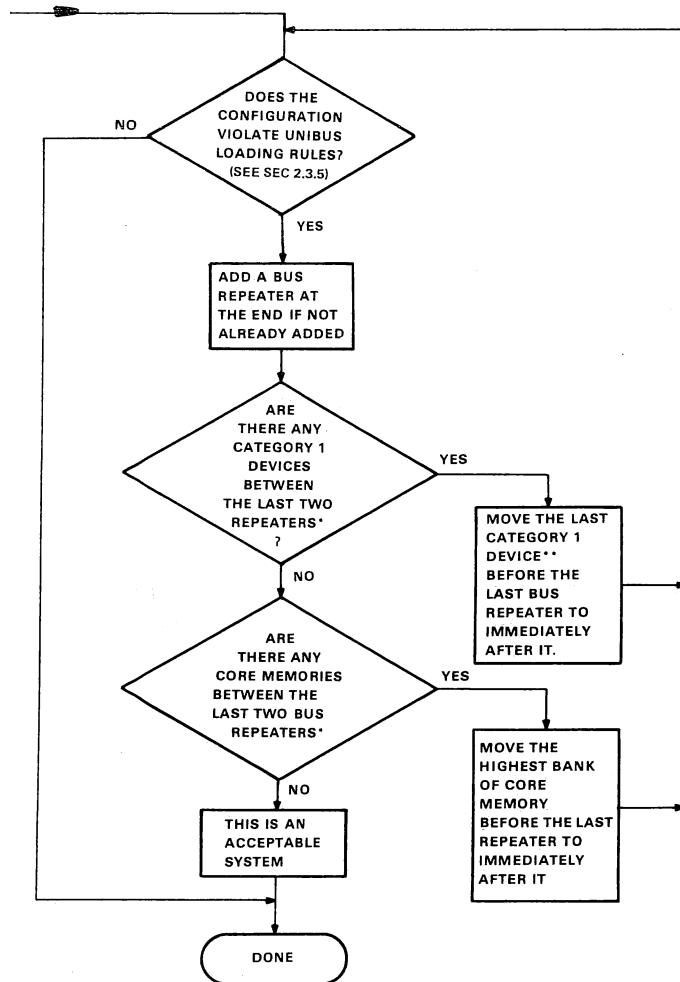 DOES THE
CONFIGURATION
VIOLATE UNIBUS
LOADING RULES?
(SEE SEC 2.3.5)
NO
YES
ADD A BUS
REPEATER AT
THE END IF NOT
ALREADY ADDED
ARE
THERE ANY
CATEGORY 1
DEVICES
BETWEEN
THE LAST TWO
REPEATERS*
?
YES
MOVE THE LAST
CATEGORY 1
DEVICE**
BEFORE THE
LAST BUS
REPEATER TO
IMMEDIATELY
AFTER IT.
NO
ARE
THERE ANY
CORE MEMORIES
BETWEEN THE
LAST TWO BUS
REPEATERS*
YES
MOVE THE
HIGHEST BANK
OF CORE
MEMORY
BEFORE THE LAST
REPEATER TO
IMMEDIATELY
AFTER IT
NO
THIS IS AN
ACCEPTABLE
SYSTEM
DONE